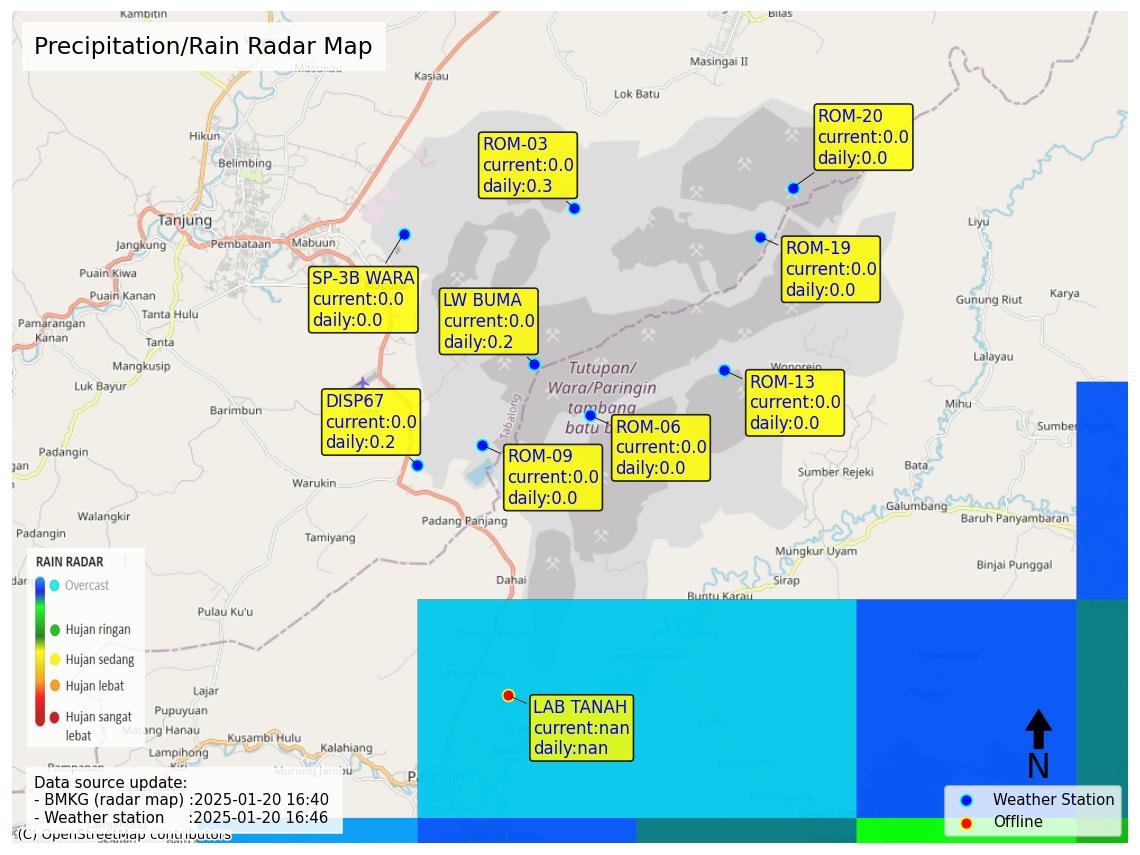 Kambitin
Bilas
Precipitation/Rain Radar Map
Masukau
Kasiau
Masingai II
Lok Batu
ROM-20
current:0.0
daily:0.0
Hikun
ROM-03
current:0.0
daily:0.3
Belimbing
Tanjung
Liyu
Jangkung
Pembataan
Mabuun
ROM-19
current:0.0
daily:0.0
Puain Kiwa
SP-3B WARA
current:0.0
daily:0.0
Puain Kanan
LW BUMA
current:0.0
daily:0.2
Gunung Riut
Karya
Tanta Hulu
Pamarangan
Kanan
Tanta
Lalayau
Mangkusip
Tutupan/
Wara/Paringin
tambang
batu b
Wonorejo
ROM-13
current:0.0
daily:0.0
Luk Bayur
DISP67
current:0.0
daily:0.2
Barimbun
Tabalong
Mihu
ROM-06
current:0.0
daily:0.0
Sumber Agung
Padangin
ROM-09
current:0.0
daily:0.0
Bata
Sumber Rejeki
Warukin
Galumbang
Walangkir
Padang Panjang
Baruh Panyambaran
Padangin
Tamiyang
Mungkur Uyam
Binjai Punggal
RAIN RADAR
Overcast
Hujan ringan
Hujan sedang
Hujan lebat
Hujan sangat
lebat
Dahai
Sirap
Buntu Karau
Pulau Ku'u
Lajar
LAB TANAH
current:nan
daily:nan
Pupuyuan
Matang Hanau
Kusambi Hulu
Lampihong
Kalahiang
Murung Jambu
Paringin
N
Data source update:
- BMKG (radar map) :2025-01-20 16:40
- Weather station :2025-01-20 16:46
Weather Station
Offline
(C) OpenStreetMap contributors